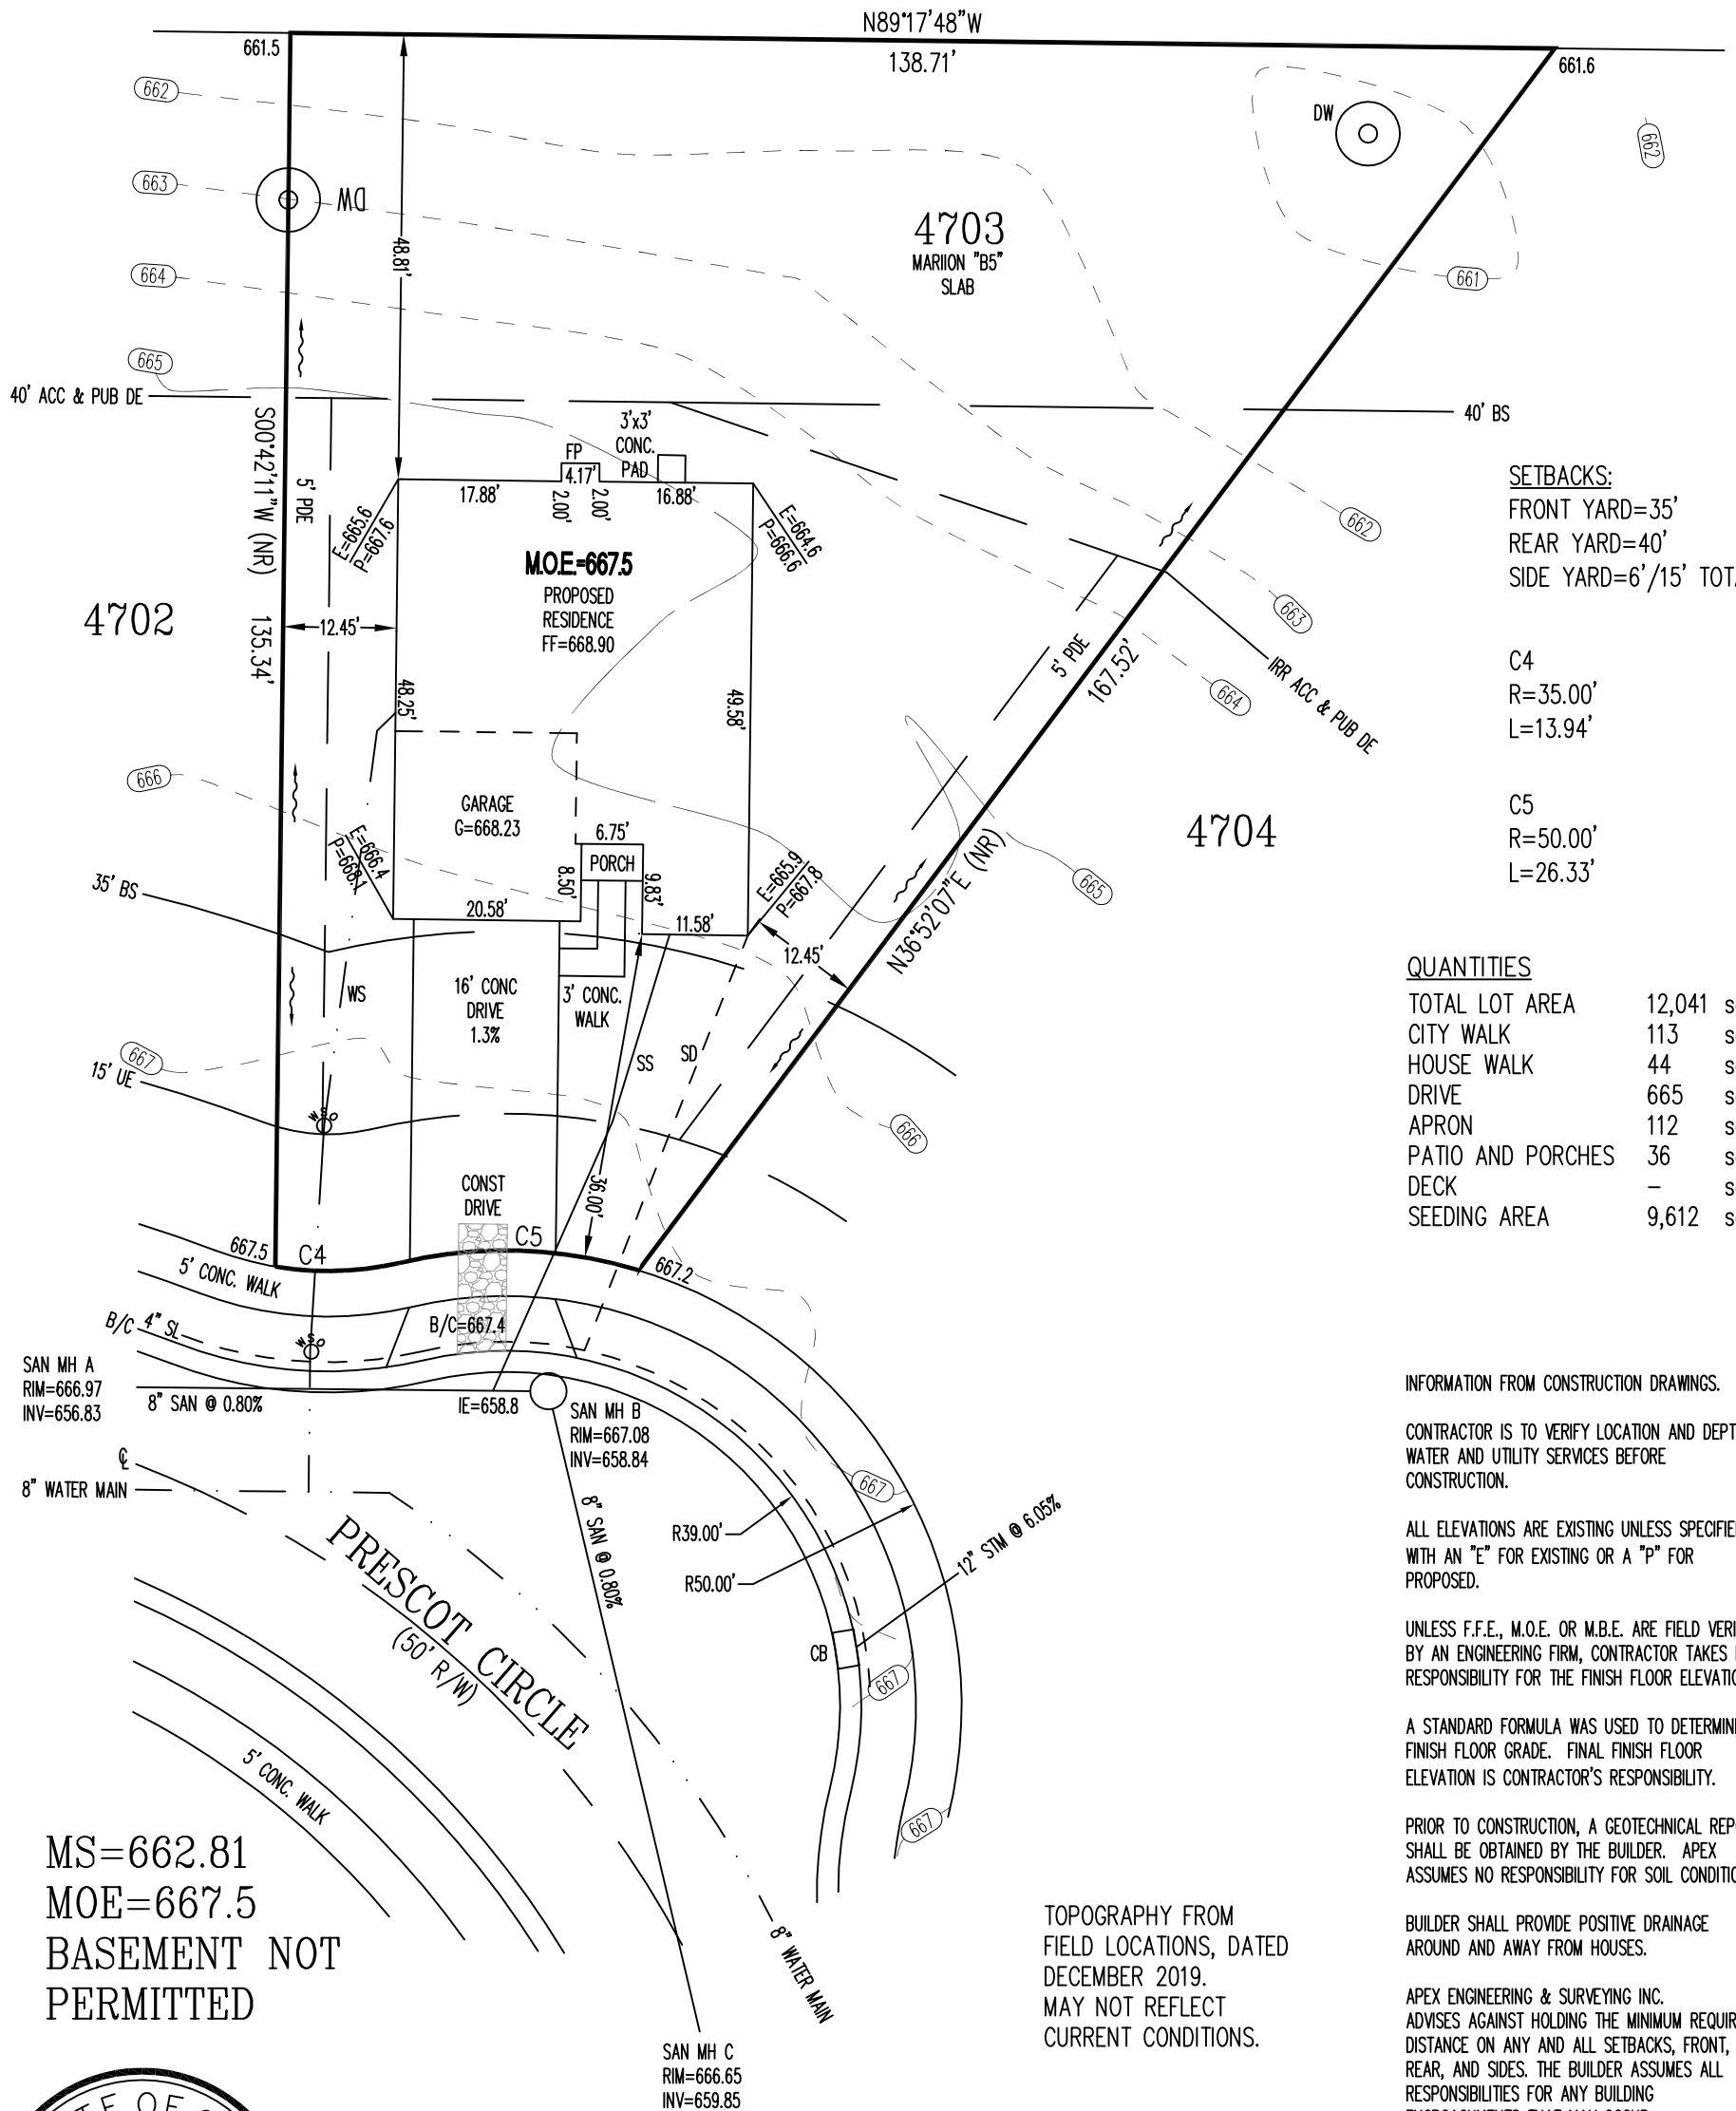 N89°17'48"W
138.71'
661.5
661.6
662
DW
662
663
DW
4703
MARIION "B5"
SLAB
48.81'
664
661
665
40' ACC & PUB DE
40' BS
3'x3'
CONC.
PAD
FP
4.17'
17.88'
2.00'
2.00'
16.88'
S00°42'11"W (NR)
135.34'
5' PDE
E=665.6
P=667.6
E=664.6
P=666.6
662
SETBACKS:
FRONT YARD=35'
REAR YARD=40'
SIDE YARD=6'/15'
M.O.E.=667.5
PROPOSED
RESIDENCE
FF=668.90
4702
12.45'
663
5' PDE
167.52'
664
IRR ACC & PUB DE
C4
R=35.00'
L=13.94'
48.25'
49.58'
666
GARAGE
G=668.23
6.75'
PORCH
4704
C5
R=50.00'
L=26.33'
E=666.4
P=668.1
8.50'
9.83'
E=665.9
P=667.8
665
35' BS
20.58'
11.58'
12.45'
N36°52'07"E (NR)
WS
16' CONC
DRIVE
1.3%
3' CONC.
WALK
SS
SD
QUANTITIES
TOTAL LOT AREA 12,041
CITY WALK 113
HOUSE WALK 44
DRIVE 665
APRON 112
PATIO AND PORCHES 36
DECK –
SEEDING AREA 9,612
667
15' UE
WSO
666
CONST
DRIVE
36.00'
667.5
C4
C5
667.2
5' CONC. WALK
B/C
4" SL
WSO
B/C=667.4
SAN MH A
RIM=666.97
INV=656.83
8" SAN @ 0.80%
IE=658.8
SAN MH B
RIM=667.08
INV=658.84
℄
8" WATER MAIN
8" SAN @ 0.80%
667
R39.00'
R50.00'
12" STM @ 6.05%
PRESCOT CIRCLE
(50' R/W)
CB
667
5' CONC. WALK
667
8" WATER MAIN
MS=662.81
MOE=667.5
BASEMENT NOT
PERMITTED
SAN MH C
RIM=666.65
INV=659.85
TOPOGRAPHY FROM
FIELD LOCATIONS, DATED
DECEMBER 2019.
MAY NOT REFLECT
CURRENT CONDITIONS.
INFORMATION FROM CONSTRUCTION DRAWINGS.
CONTRACTOR IS TO VERIFY LOCATION AND
WATER AND UTILITY SERVICES BEFORE
CONSTRUCTION.
ALL ELEVATIONS ARE EXISTING UNLESS
WITH AN "E" FOR EXISTING OR A "P" FOR
PROPOSED.
UNLESS F.F.E., M.O.E. OR M.B.E. ARE FIELD
BY AN ENGINEERING FIRM, CONTRACTOR TAKES
RESPONSIBILITY FOR THE FINISH FLOOR
A STANDARD FORMULA WAS USED TO
FINISH FLOOR GRADE. FINAL FINISH FLOOR
ELEVATION IS CONTRACTOR'S RESPONSIBILITY.
PRIOR TO CONSTRUCTION, A GEOTECHNICAL
SHALL BE OBTAINED BY THE BUILDER. APEX
ASSUMES NO RESPONSIBILITY FOR SOIL
BUILDER SHALL PROVIDE POSITIVE DRAINAGE
AROUND AND AWAY FROM HOUSES.
APEX ENGINEERING & SURVEYING INC.
ADVISES AGAINST HOLDING THE MINIMUM
DISTANCE ON ANY AND ALL SETBACKS, FRONT,
REAR, AND SIDES. THE BUILDER ASSUMES ALL
RESPONSIBILITIES FOR ANY BUILDING
OF